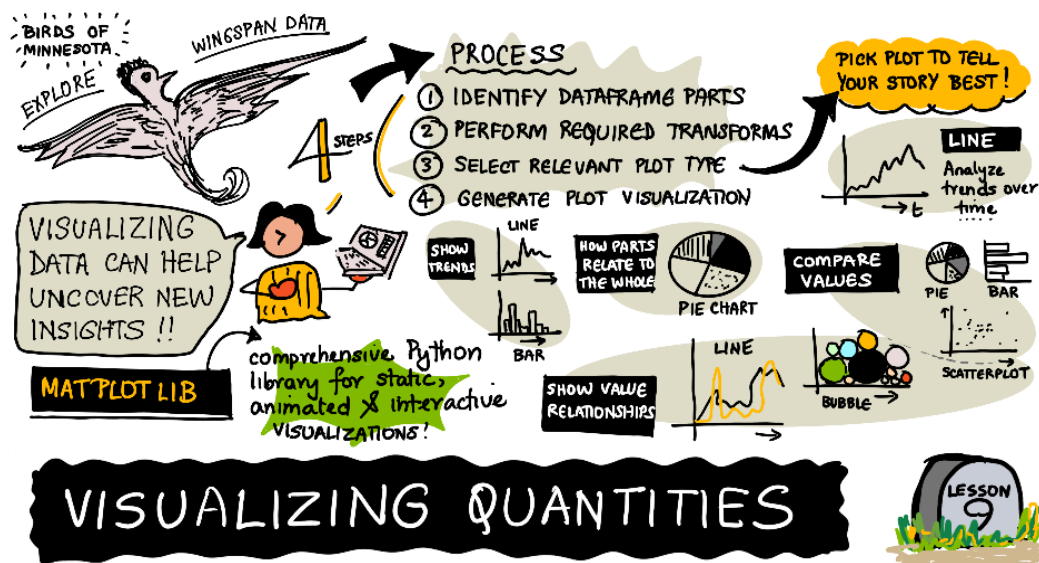 BIRDS OF
MINNESOTA
EXPLORE
WINGSPAN DATA
4 STEPS
PROCESS
1 IDENTIFY DATAFRAME PARTS
2 PERFORM REQUIRED TRANSFORMS
3 SELECT RELEVANT PLOT TYPE
4 GENERATE PLOT VISUALIZATION
PICK PLOT TO TELL
YOUR STORY BEST!
LINE
Analyze
trends over
time
t
VISUALIZING
DATA CAN HELP
UNCOVER NEW
INSIGHTS !!
SHOW
TRENDS
LINE
BAR
HOW PARTS
RELATE TO
THE WHOLE
PIE CHART
COMPARE
VALUES
PIE
BAR
SCATTERPLOT
MATPLOT LIB
comprehensive Python
library for static,
animated & interactive
VISUALIZATIONS!
SHOW VALUE
RELATIONSHIPS
LINE
BUBBLE
VISUALIZING QUANTITIES
LESSON
9